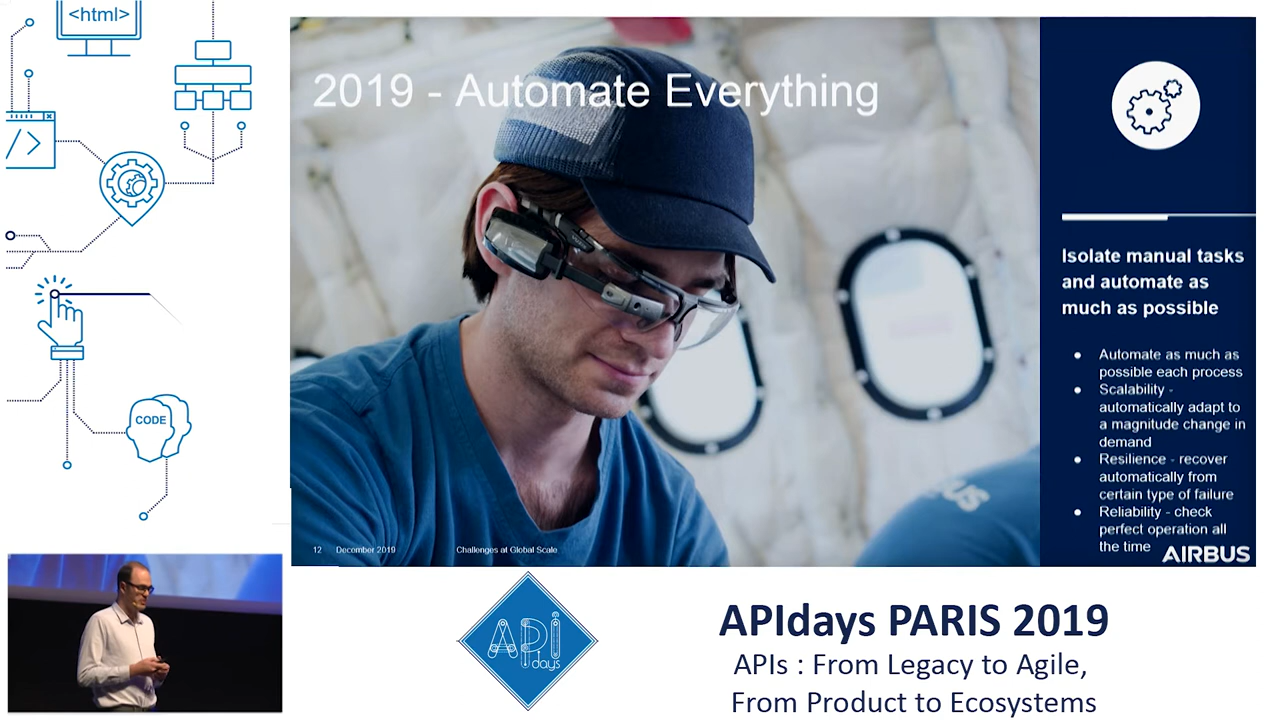 <html>
</>
CODE
2019 - Automate Everything
Isolate manual tasks
and automate as
much as possible
● Automate as much as
possible each process
● Scalability -
automatically adapt to
a magnitude change in
demand
● Resilience - recover
automatically from
certain type of failure
● Reliability - check
perfect operation all
the time
AIRBUS
12 December 2019 Challenges at Global Scale
API
days
APIdays PARIS 2019
APIs : From Legacy to Agile,
From Product to Ecosystems